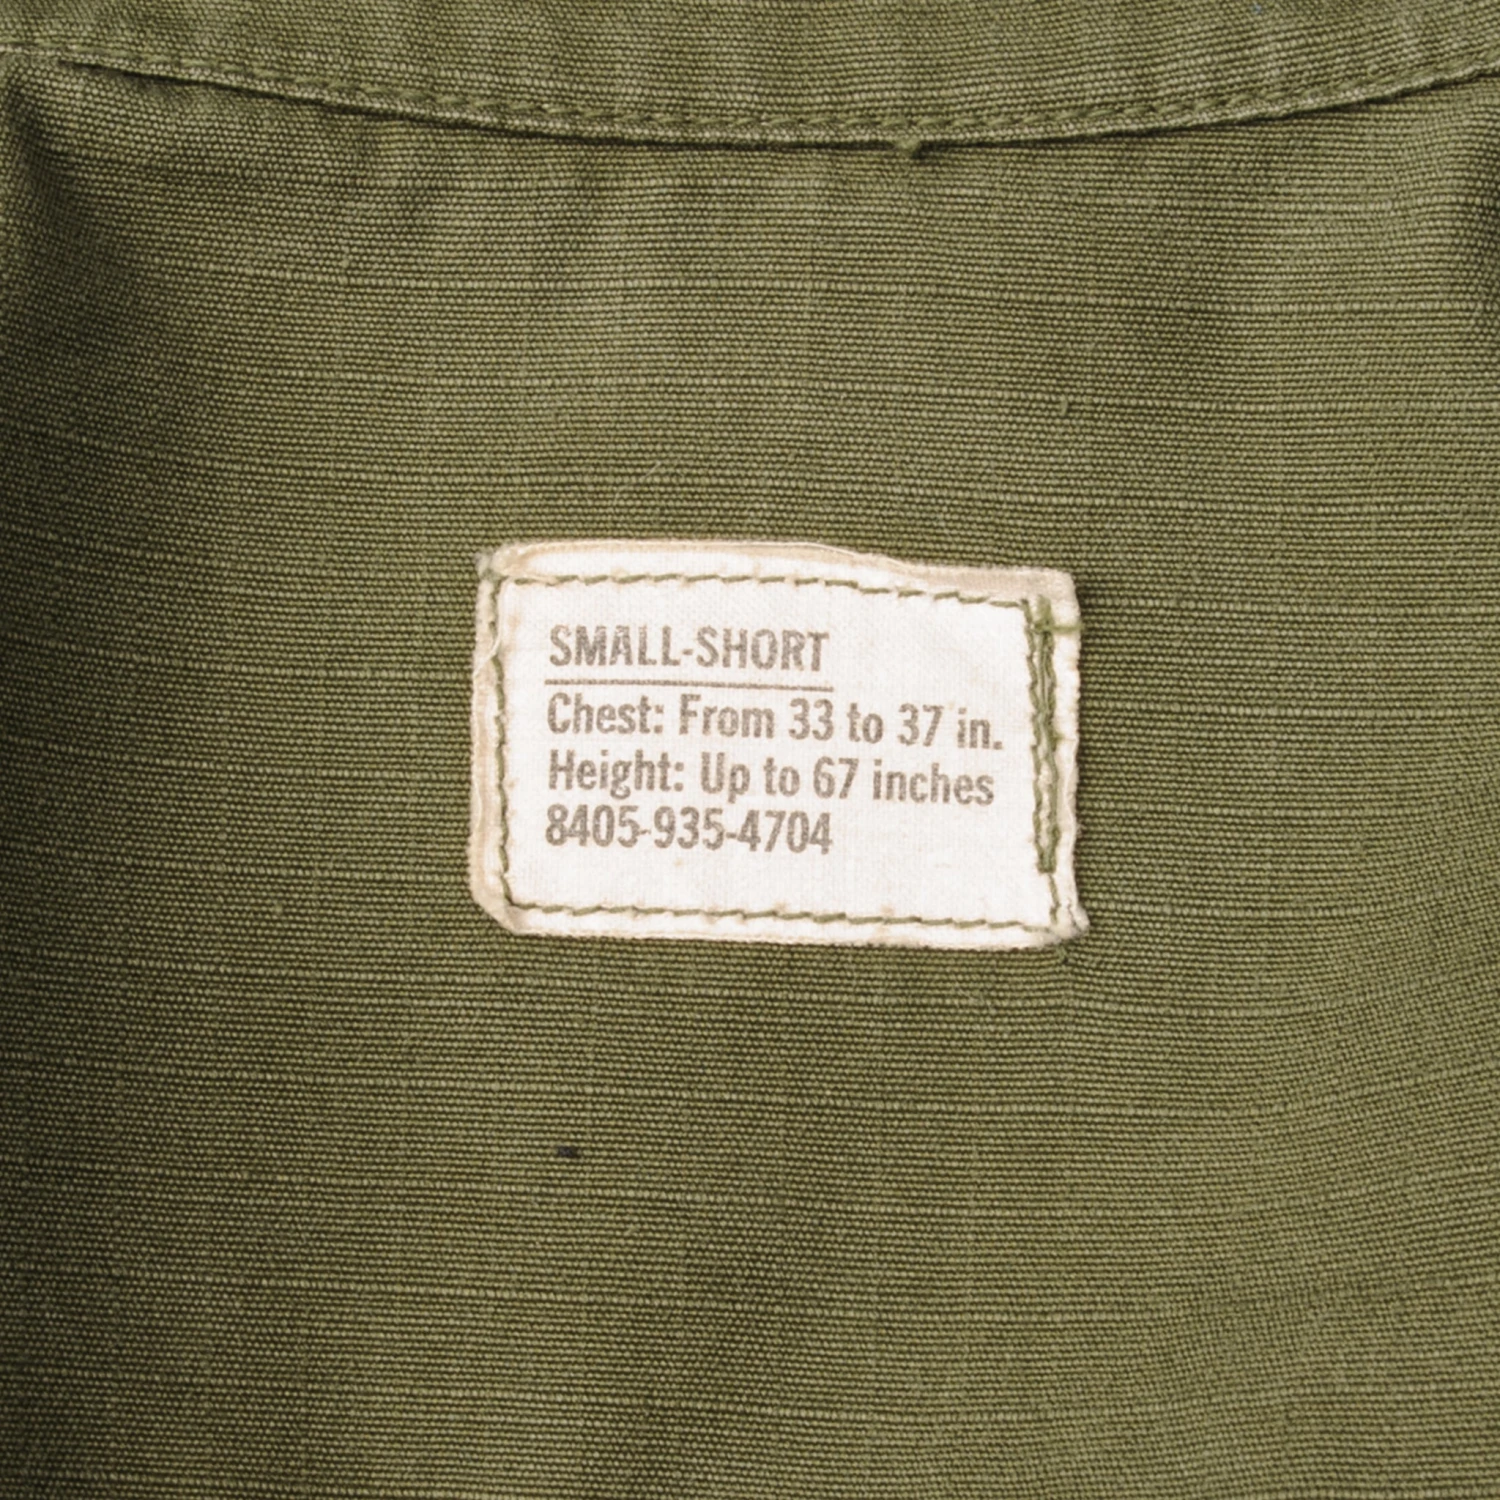 SMALL-SHORT
Chest: From 33 to 37 in.
Height: Up to 67 inches
8405-935-4704